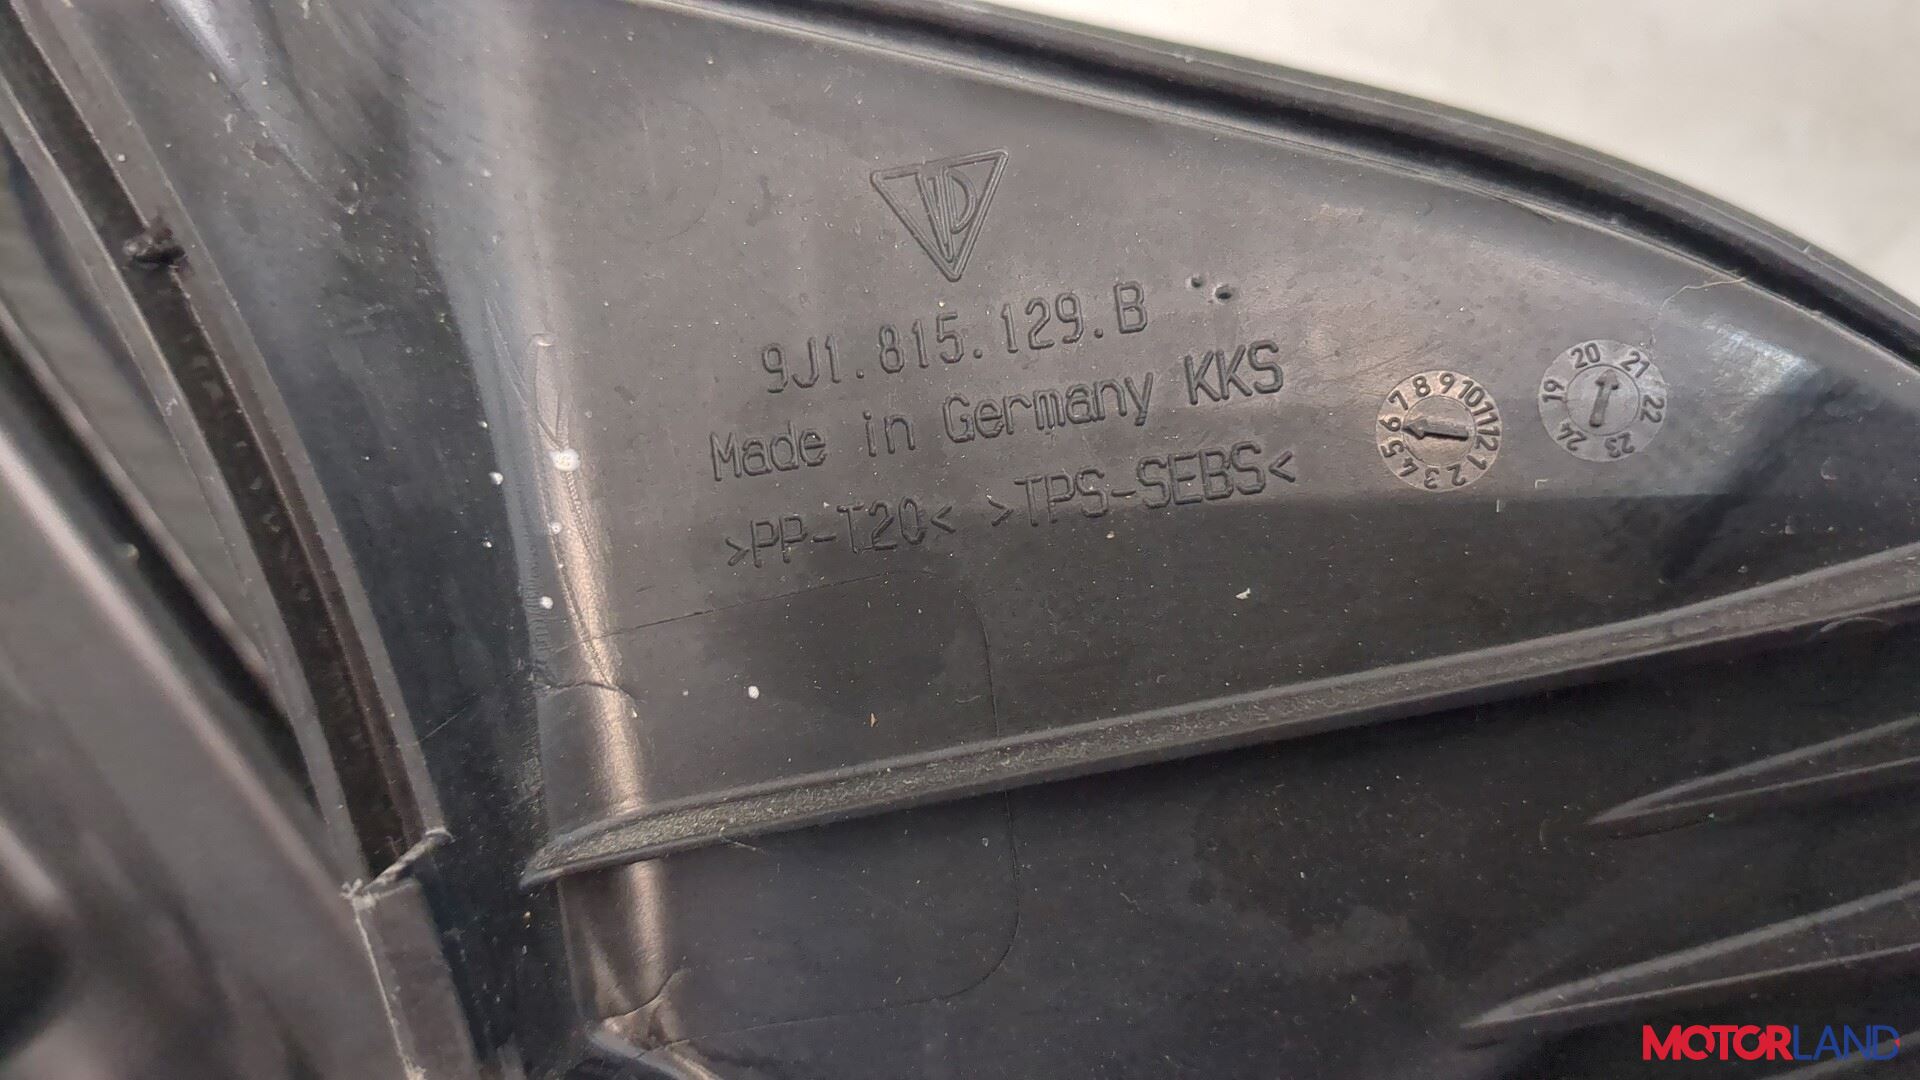 9J1.815.129.B
Made in Germany KKS
>PP-T20< >TPS-SEBS<
1 2 3 4 5 6 7 8 9 10 11 12
19 20 21 22 23 24
MOTORLAND